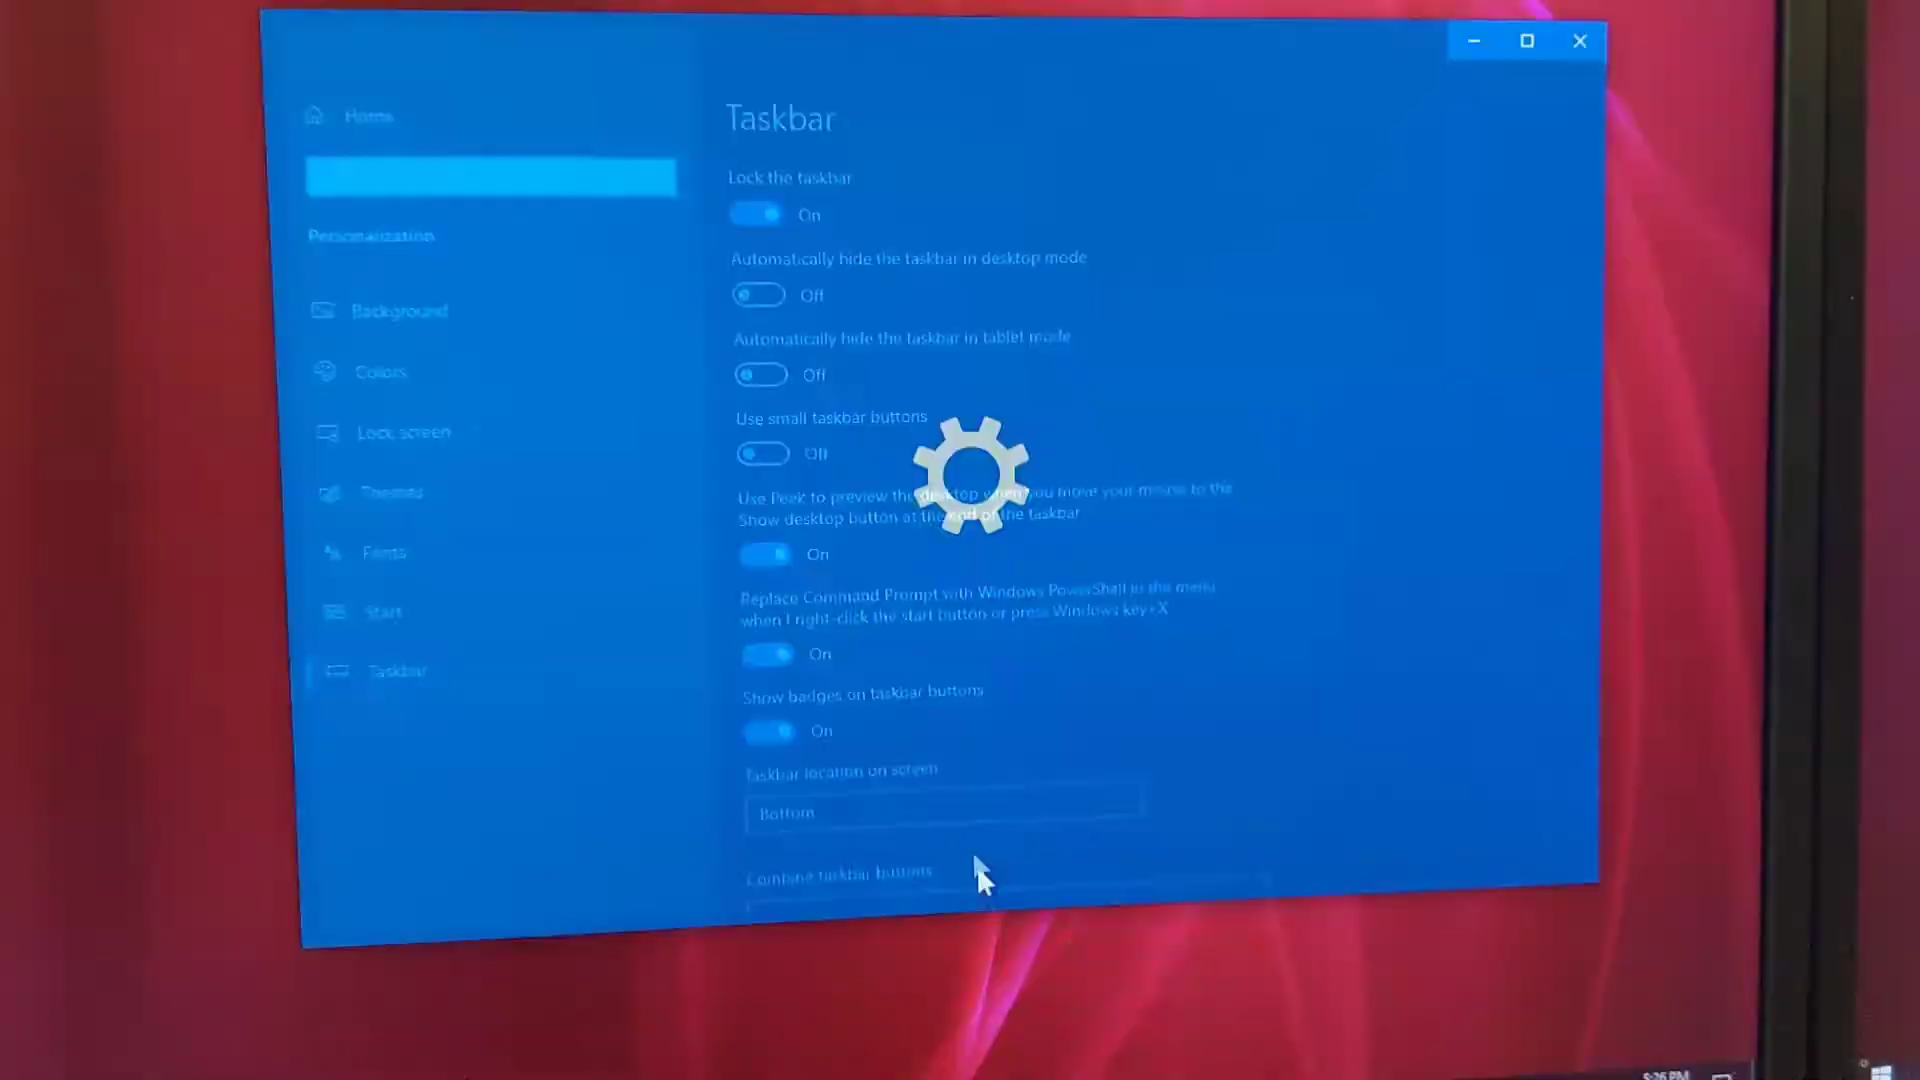 Home
Personalization
Background
Colors
Lock screen
Themes
Fonts
Start
Taskbar
Taskbar
Lock the taskbar
On
Automatically hide the taskbar in desktop mode
Off
Automatically hide the taskbar in tablet mode
Off
Use small taskbar buttons
Off
Use Peek to preview the desktop when you move your mouse to the
Show desktop button at the end of the taskbar
On
Replace Command Prompt with Windows PowerShell in the menu
when I right-click the start button or press Windows key+X
On
Show badges on taskbar buttons
On
Taskbar location on screen
Bottom
Combine taskbar buttons
5:26 PM